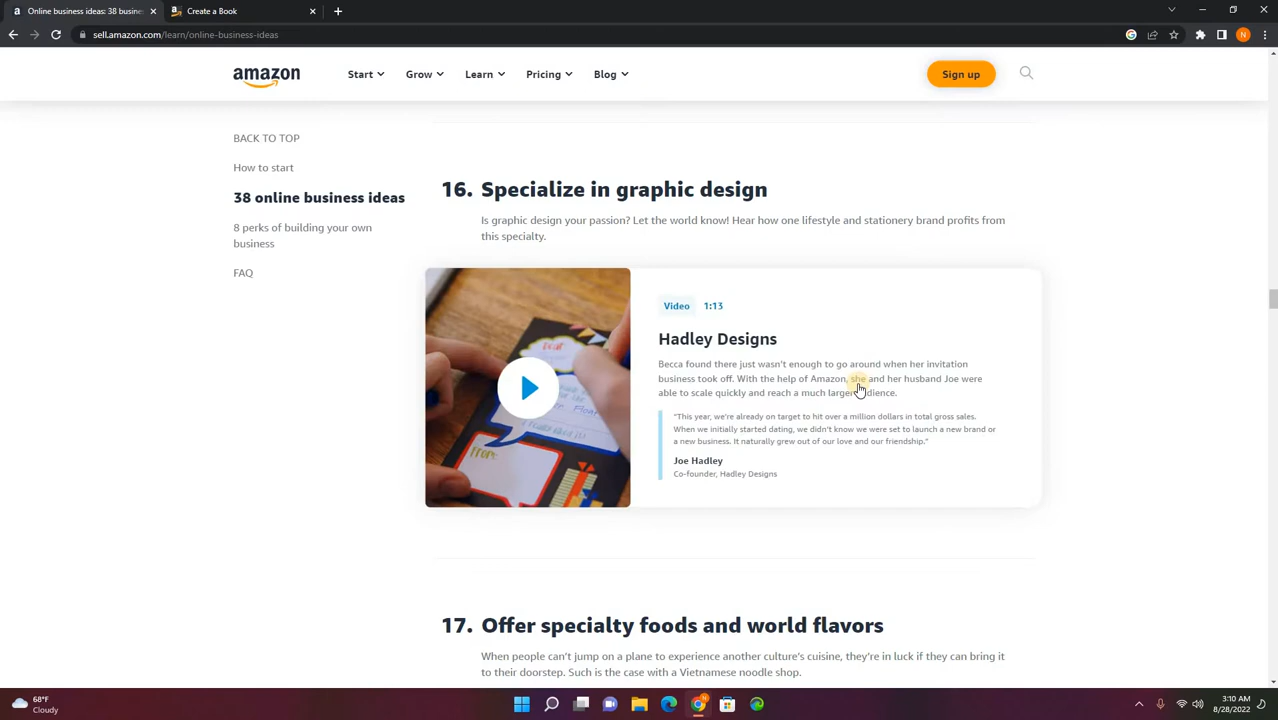 Online business ideas: 38 busine
Create a Book
sell.amazon.com/learn/online-business-ideas
N
amazon
Start
Grow
Learn
Pricing
Blog
Sign up
BACK TO TOP
How to start
38 online business ideas
8 perks of building your own
business
FAQ
16. Specialize in graphic design
Is graphic design your passion? Let the world know! Hear how one lifestyle and stationery brand profits from
this specialty.
Video 1:13
Hadley Designs
Becca found there just wasn't enough to go around when her invitation
business took off. With the help of Amazon, she and her husband Joe were
able to scale quickly and reach a much larger audience.
"This year, we're already on target to hit over a million dollars in total gross sales.
When we initially started dating, we didn't know we were set to launch a new brand or
a new business. It naturally grew out of our love and our friendship."
Joe Hadley
Co-founder, Hadley Designs
17. Offer specialty foods and world flavors
When people can't jump on a plane to experience another culture's cuisine, they're in luck if they can bring it
to their doorstep. Such is the case with a Vietnamese noodle shop.
68°F
Cloudy
3:10 AM
8/28/2022